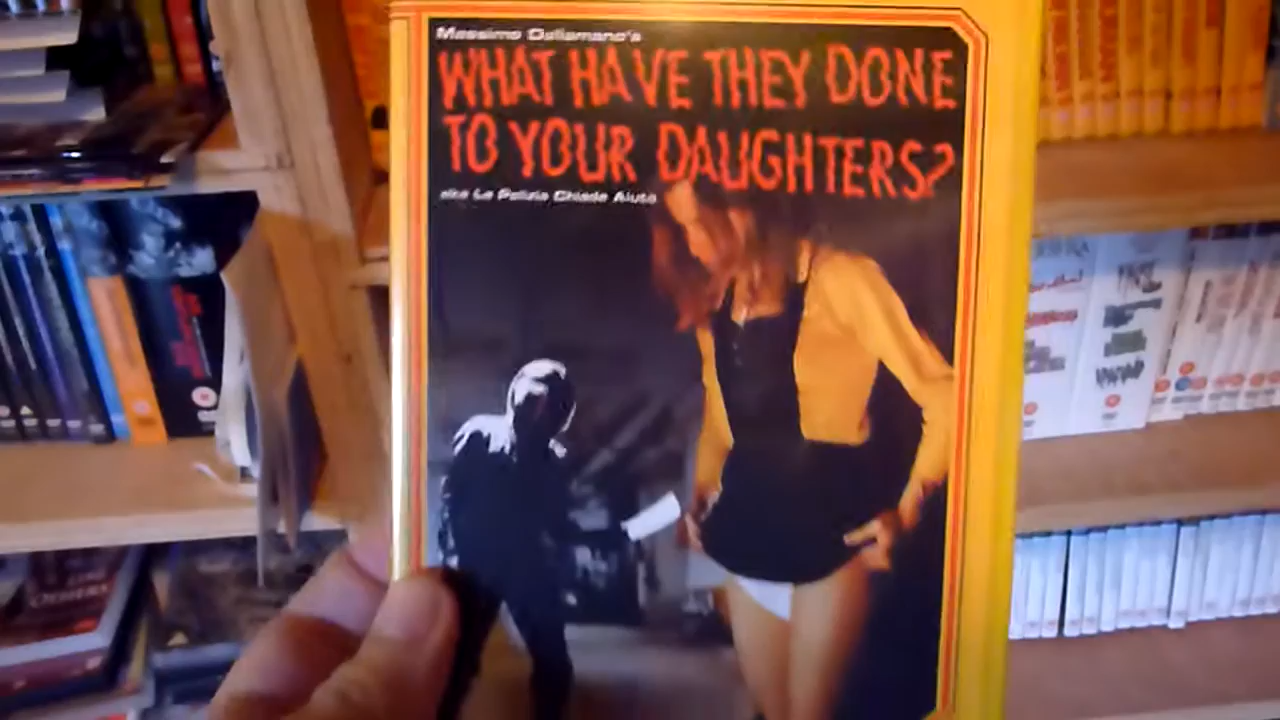 Massimo Dallamano's
WHAT HAVE THEY DONE
TO YOUR DAUGHTERS?
aka La Polizia Chiede Aiuto